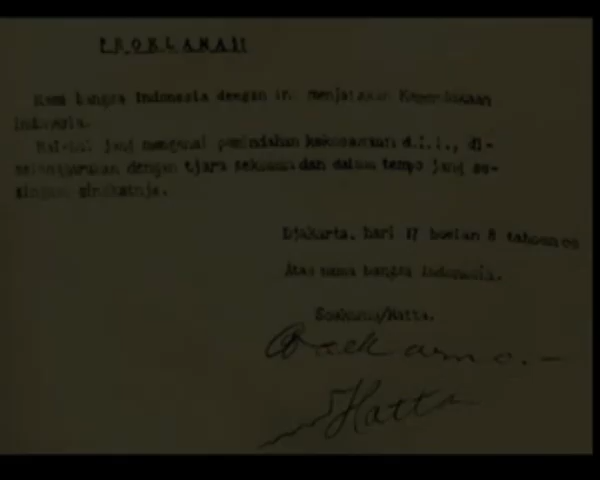 P R O K L A M A S I
Kami bangsa Indonesia dengan ini menjatakan Kemerdekaan
Indonesia.
Hal-hal jang mengenai pemindahan kekoeasaan d.l.l., di-
selenggarakan dengan tjara seksama dan dalam tempo jang se-
singkat-singkatnja.
Djakarta, hari 17 boelan 8 tahoen 05
Atas nama bangsa Indonesia.
Soekarno/Hatta.
Soekarno.-
Hatta